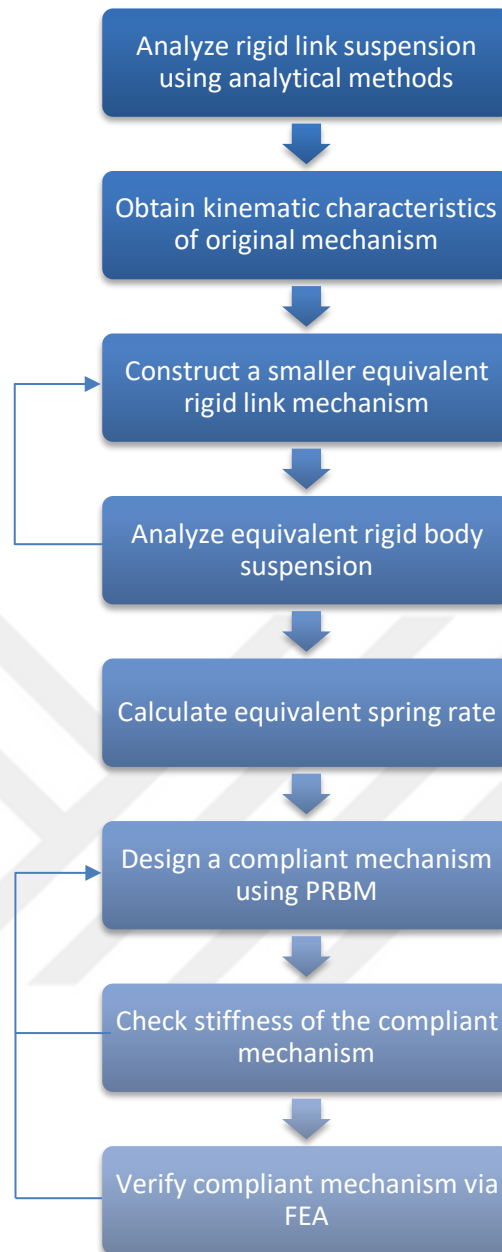 Analyze rigid link suspension
using analytical methods
Obtain kinematic characteristics
of original mechanism
Construct a smaller equivalent
rigid link mechanism
Analyze equivalent rigid body
suspension
Calculate equivalent spring rate
Design a compliant mechanism
using PRBM
Check stiffness of the compliant
mechanism
Verify compliant mechanism via
FEA